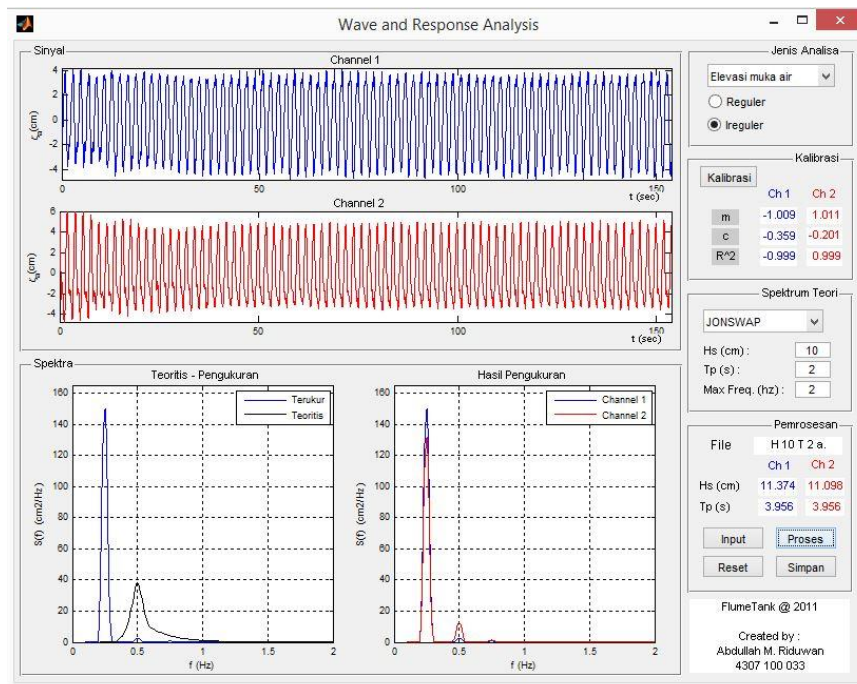 Wave and Response Analysis
Sinyal
Channel 1
ζa(cm)
4
2
0
-2
-4
0
50
100
150
t (sec)
Channel 2
ζa(cm)
6
4
2
0
-2
-4
0
50
100
150
t (sec)
Spektra
Teoritis - Pengukuran
Terukur
Teoritis
S(f) (cm2/Hz)
160
140
120
100
80
60
40
20
0
0
0.5
1
1.5
2
f (Hz)
Hasil Pengukuran
Channel 1
Channel 2
S(f) (cm2/Hz)
160
140
120
100
80
60
40
20
0
0
0.5
1
1.5
2
f (Hz)
Jenis Analisa
Elevasi muka air
Reguler
Ireguler
Kalibrasi
Kalibrasi
Ch 1 Ch 2
m -1.009 1.011
c -0.359 -0.201
R^2 -0.999 0.999
Spektrum Teori
JONSWAP
Hs (cm) : 10
Tp (s) : 2
Max Freq. (hz) : 2
Pemrosesan
File H 10 T 2 a.
Ch 1 Ch 2
Hs (cm) 11.374 11.098
Tp (s) 3.956 3.956
Input Proses
Reset Simpan
FlumeTank @ 2011
Created by :
Abdullah M. Riduwan
4307 100 033